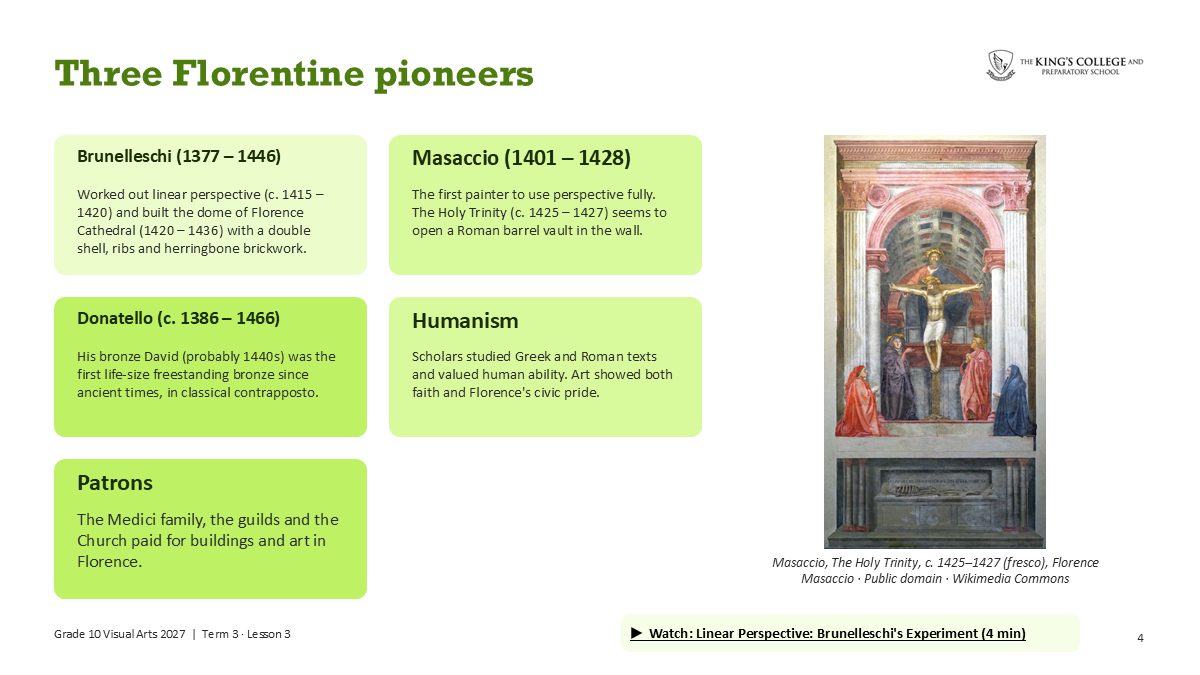 Three Florentine pioneers
THE KING'S COLLEGE AND
PREPARATORY SCHOOL
Brunelleschi (1377 – 1446)
Worked out linear perspective (c. 1415 –
1420) and built the dome of Florence
Cathedral (1420 – 1436) with a double
shell, ribs and herringbone brickwork.
Masaccio (1401 – 1428)
The first painter to use perspective fully.
The Holy Trinity (c. 1425 – 1427) seems to
open a Roman barrel vault in the wall.
Donatello (c. 1386 – 1466)
His bronze David (probably 1440s) was the
first life-size freestanding bronze since
ancient times, in classical contrapposto.
Humanism
Scholars studied Greek and Roman texts
and valued human ability. Art showed both
faith and Florence's civic pride.
Patrons
The Medici family, the guilds and the
Church paid for buildings and art in
Florence.
Masaccio, The Holy Trinity, c. 1425–1427 (fresco), Florence
Masaccio · Public domain · Wikimedia Commons
Grade 10 Visual Arts 2027 | Term 3 · Lesson 3
▶ Watch: Linear Perspective: Brunelleschi's Experiment (4 min)
4